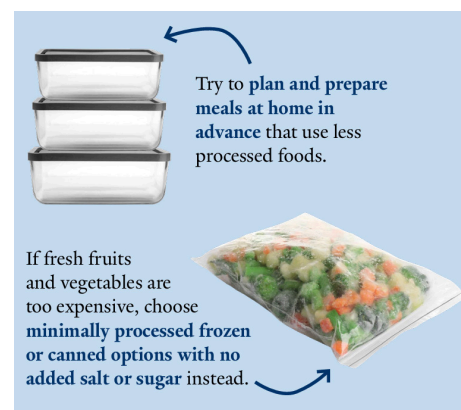 Try to plan and prepare
meals at home in
advance that use less
processed foods.
If fresh fruits
and vegetables are
too expensive, choose
minimally processed frozen
or canned options with no
added salt or sugar instead.